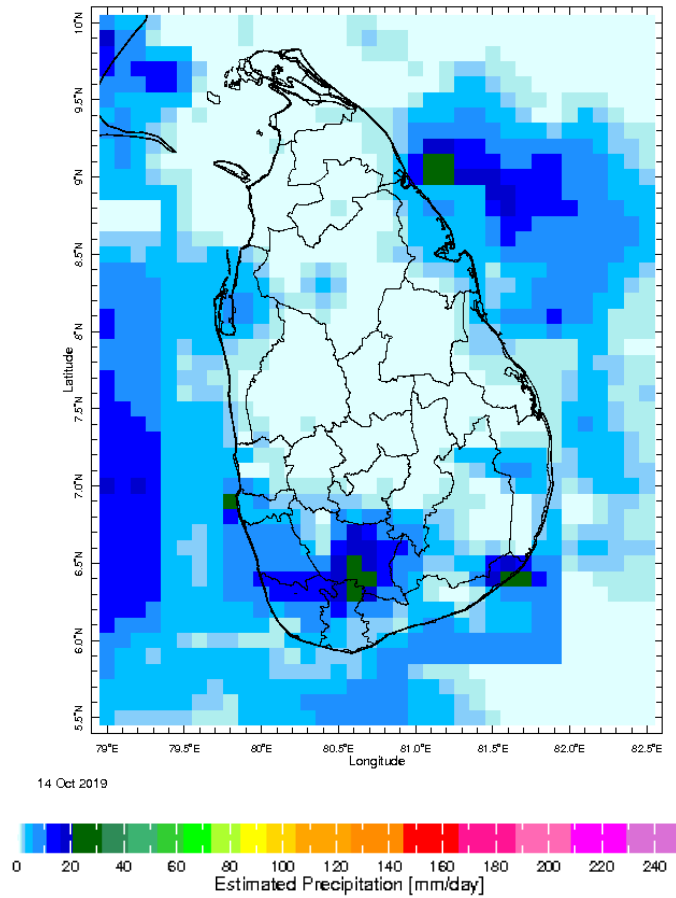 10°N
9.5°N
9°N
8.5°N
8°N
7.5°N
7.0°N
6.5°N
6.0°N
5.5°N
Latitude
79°E 79.5°E 80°E 80.5°E 81.0°E 81.5°E 82.0°E 82.5°E
Longitude
14 Oct 2019
0 20 40 60 80 100 120 140 160 180 200 220 240
Estimated Precipitation [mm/day]